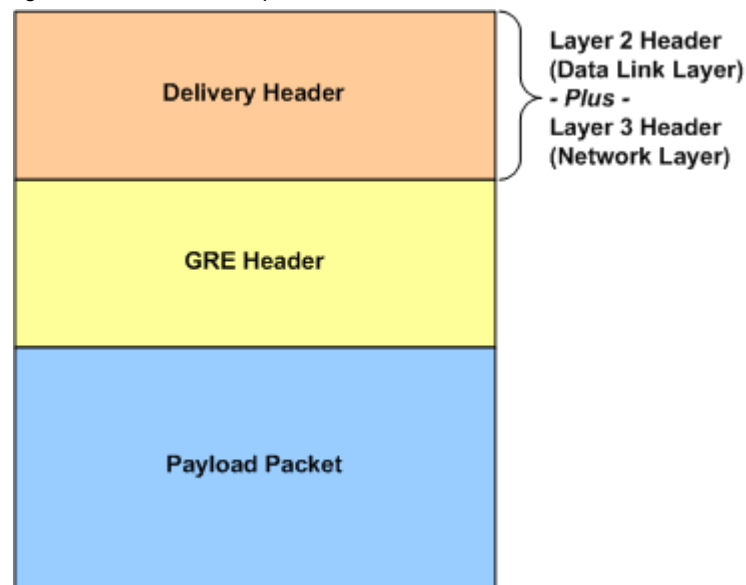 Delivery Header
Layer 2 Header
(Data Link Layer)
- Plus -
Layer 3 Header
(Network Layer)
GRE Header
Payload Packet